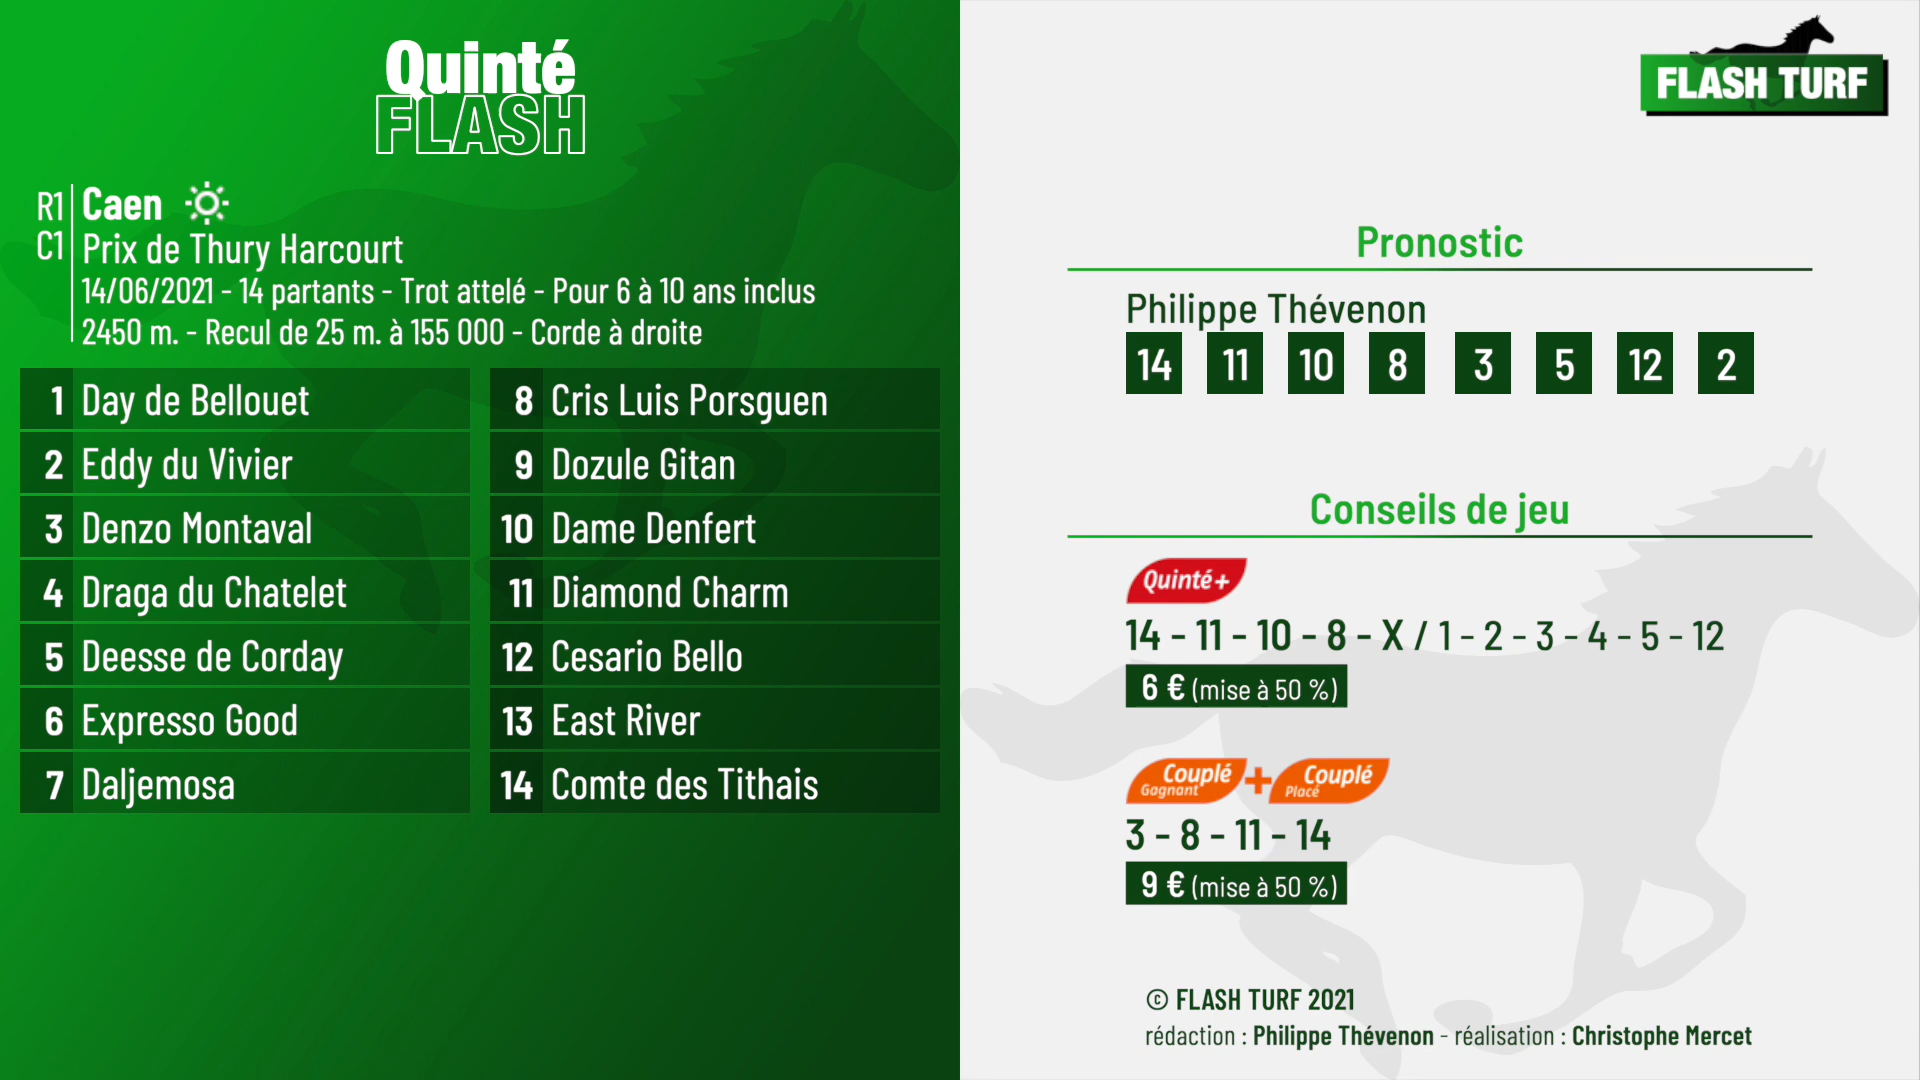 Quinté
FLASH
R1 Caen
C1 Prix de Thury Harcourt
14/06/2021 - 14 partants - Trot attelé - Pour 6 à 10 ans inclus
2450 m. - Recul de 25 m. à 155 000 - Corde à droite
1 Day de Bellouet
2 Eddy du Vivier
3 Denzo Montaval
4 Draga du Chatelet
5 Deesse de Corday
6 Expresso Good
7 Daljemosa
8 Cris Luis Porsguen
9 Dozule Gitan
10 Dame Denfert
11 Diamond Charm
12 Cesario Bello
13 East River
14 Comte des Tithais
FLASH TURF
Pronostic
Philippe Thévenon
14 11 10 8 3 5 12 2
Conseils de jeu
Quinté+
14 - 11 - 10 - 8 - X / 1 - 2 - 3 - 4 - 5 - 12
6 € (mise à 50 %)
Couplé Gagnant + Couplé Placé
3 - 8 - 11 - 14
9 € (mise à 50 %)
© FLASH TURF 2021
rédaction : Philippe Thévenon - réalisation : Christophe Mercet